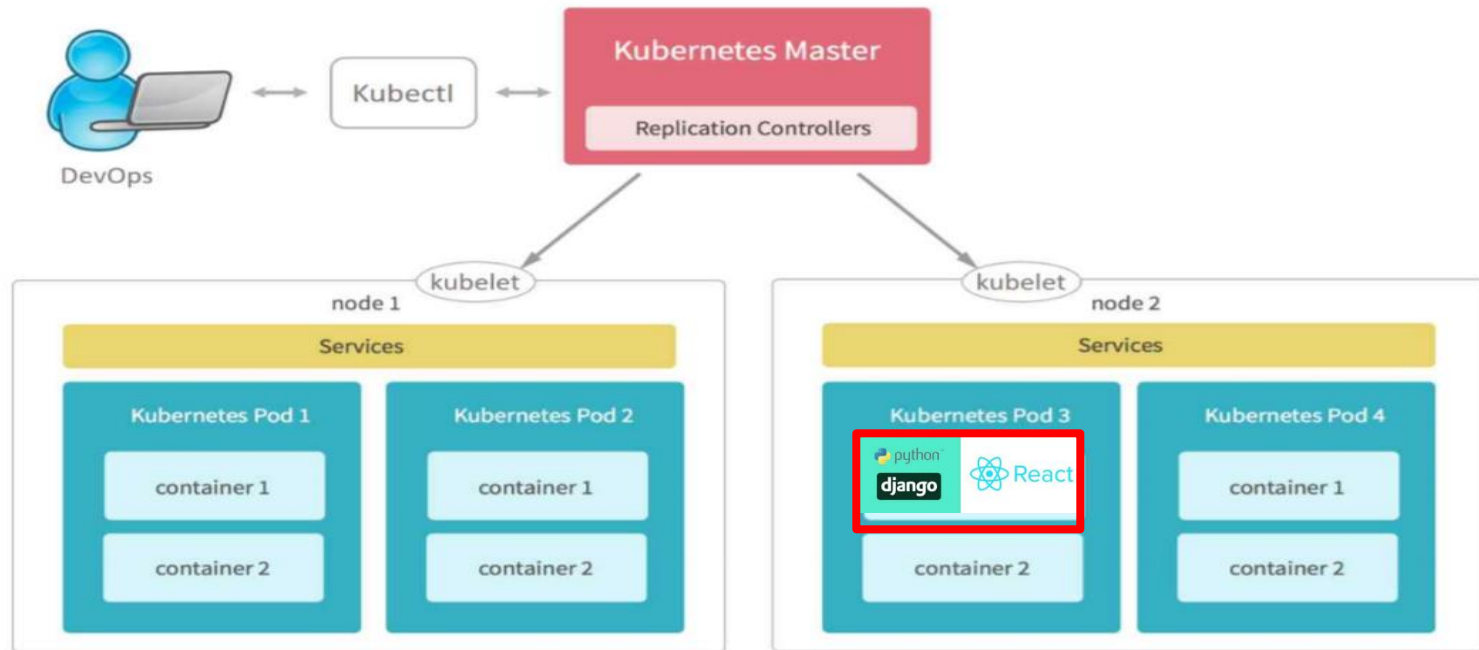 Kubernetes Master
Kubectl
Replication Controllers
DevOps
kubelet
node 1
Services
Kubernetes Pod 1
Kubernetes Pod 2
container 1
container 1
container 2
container 2
kubelet
node 2
Services
Kubernetes Pod 3
Kubernetes Pod 4
python
django
React
container 1
container 2
container 2